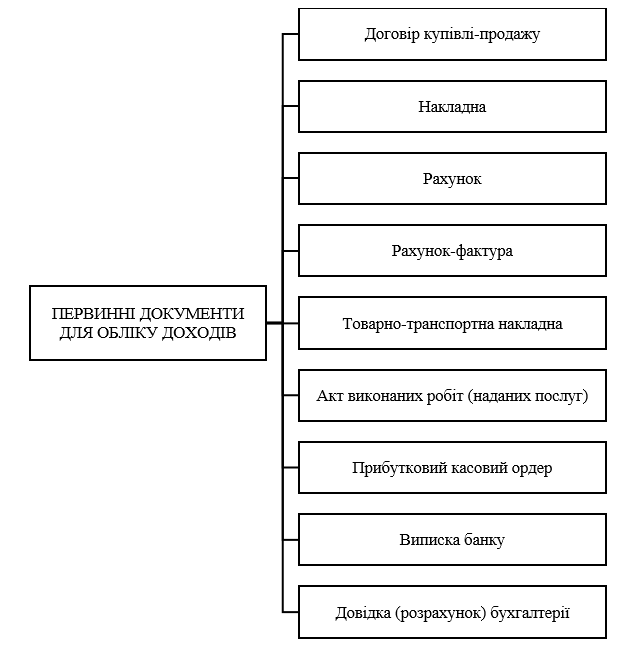 Договір купівлі-продажу
Накладна
Рахунок
Рахунок-фактура
ПЕРВИННІ ДОКУМЕНТИ
ДЛЯ ОБЛІКУ ДОХОДІВ
Товарно-транспортна накладна
Акт виконаних робіт (наданих послуг)
Прибутковий касовий ордер
Виписка банку
Довідка (розрахунок) бухгалтерії